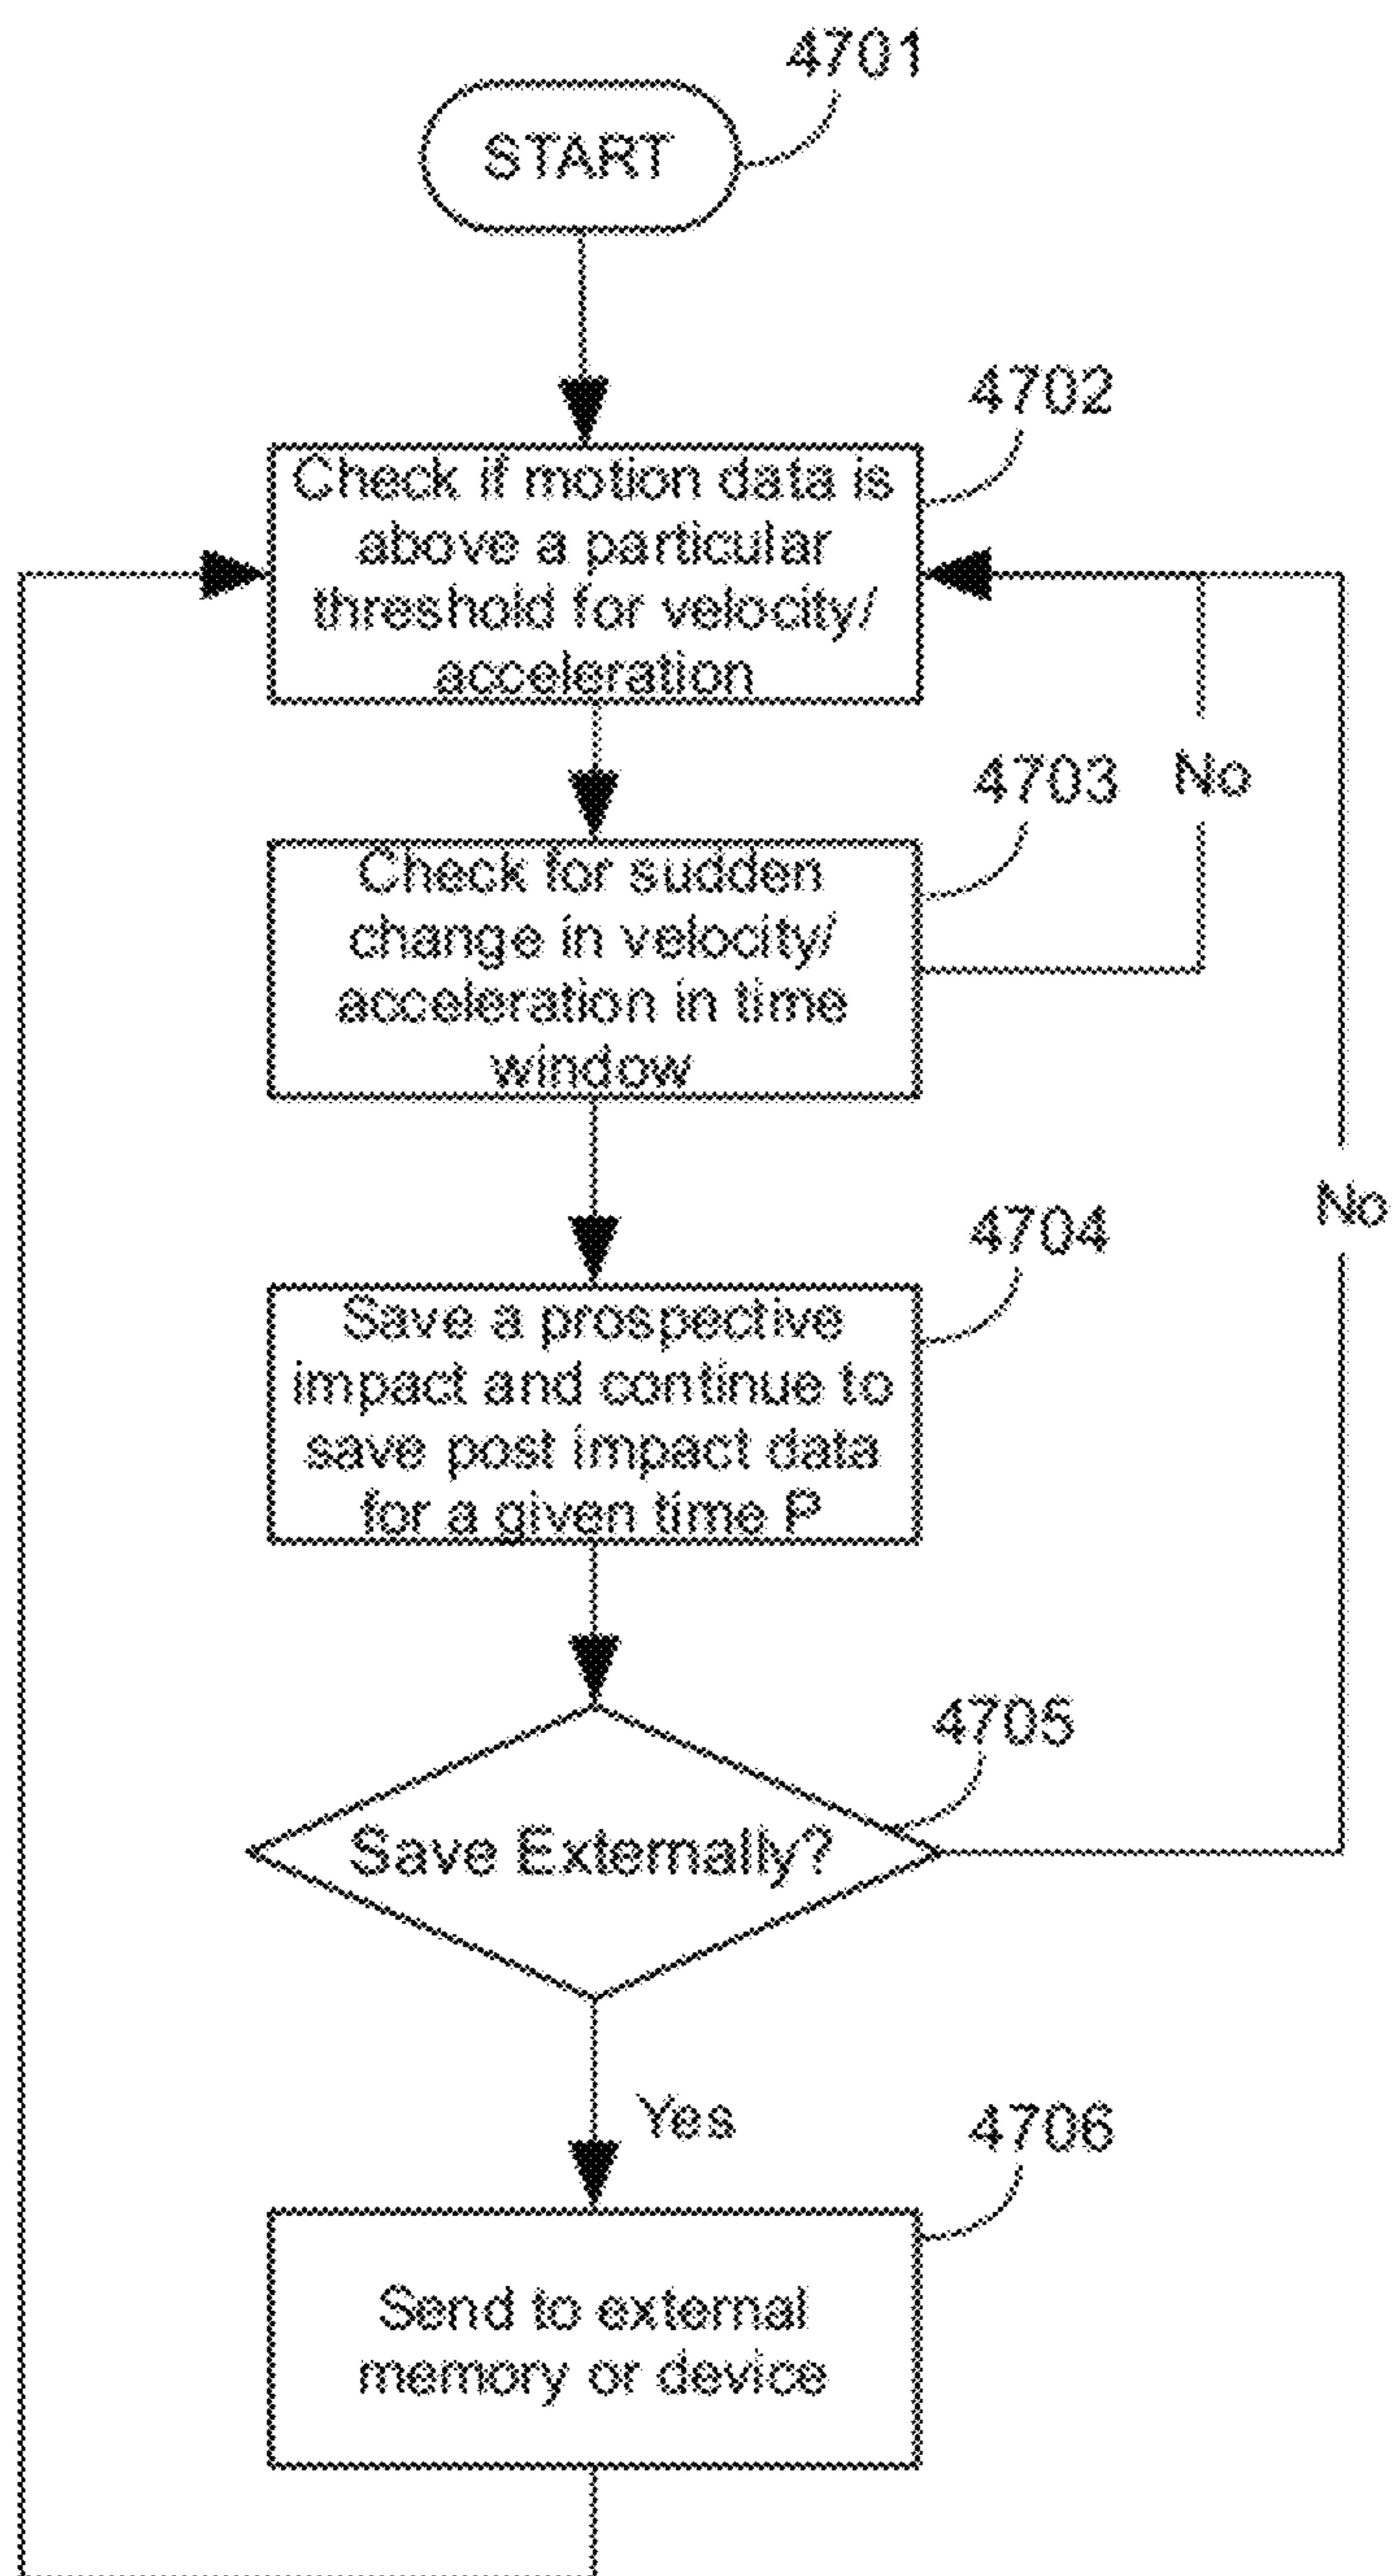 4701
START
4702
Check if motion data is
above a particular
threshold for velocity/
acceleration
4703
No
Check for sudden
change in velocity/
acceleration in time
window
No
4704
Save a prospective
impact and continue to
save post impact data
for a given time P
4705
Save Externally?
Yes
4706
Send to external
memory or device